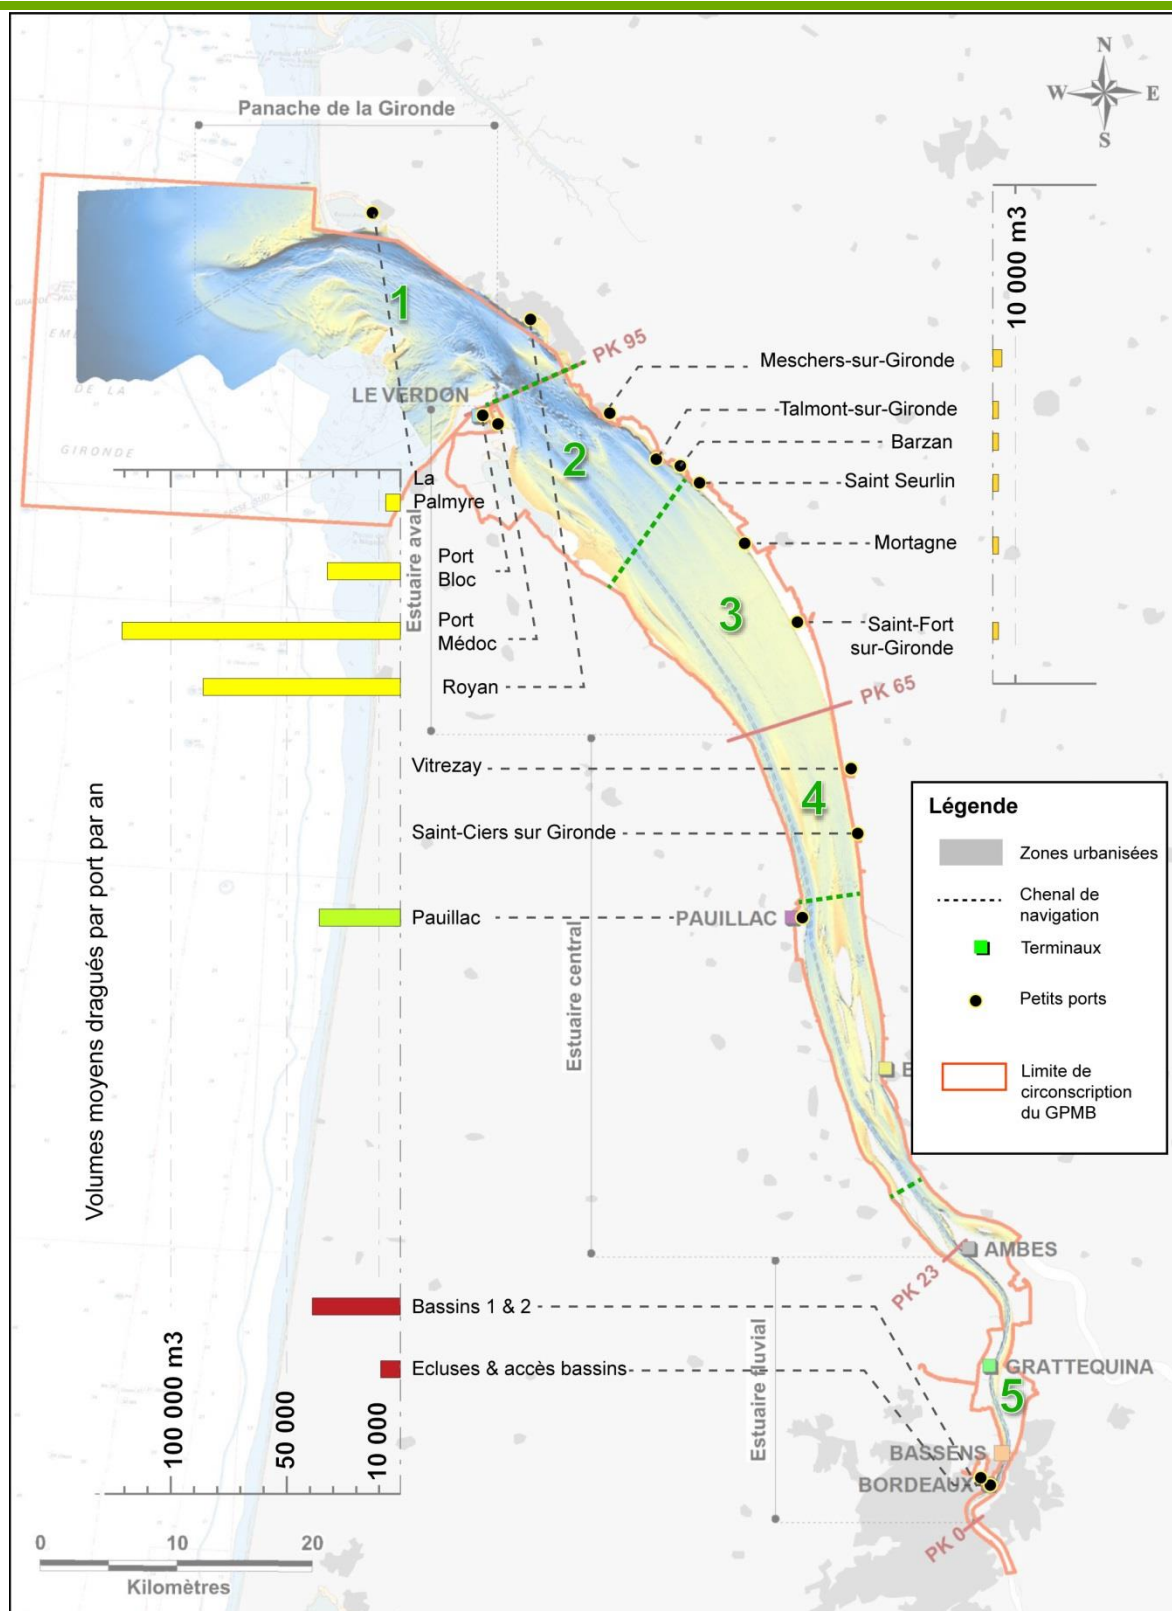 N
W E
S
Panache de la Gironde
10 000 m3
1
PK 95
LE VERDON
DE LA
GIRONDE
2
Meschers-sur-Gironde
Talmont-sur-Gironde
Barzan
Saint Seurlin
Mortagne
Saint-Fort
sur-Gironde
La
Palmyre
Port
Bloc
Port
Médoc
Royan
Estuaire aval
3
PK 65
Vitrezay
4
Saint-Ciers sur Gironde
Pauillac
PAUILLAC
Estuaire central
Volumes moyens dragués par port par an
Légende
Zones urbanisées
Chenal de
navigation
Terminaux
Petits ports
Limite de
circonscription
du GPMB
B
AMBES
PK 23
Bassins 1 & 2
Ecluses & accès bassins
Estuaire fluvial
GRATTEQUINA
5
BASSENS
BORDEAUX
PK 0
100 000 m3
50 000
10 000
0 10 20
Kilomètres